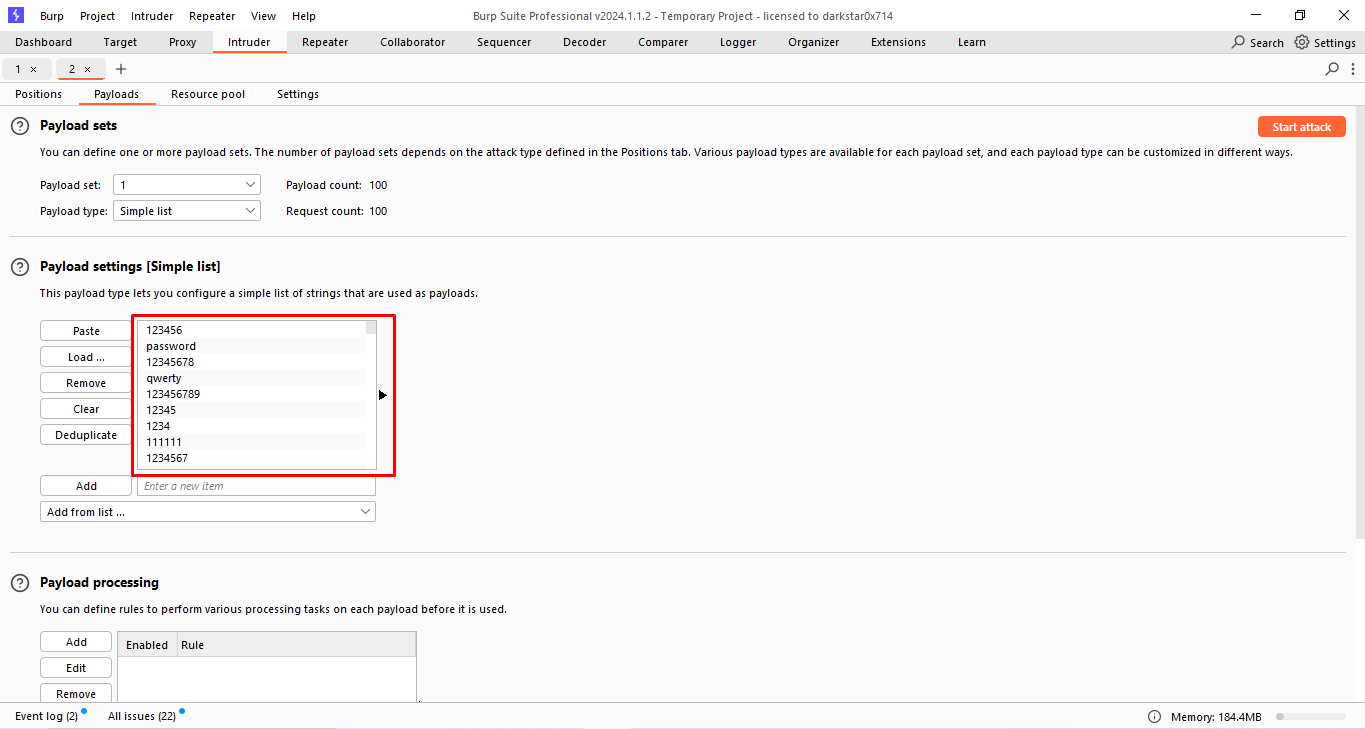 Burp Project Intruder Repeater View Help Burp Suite Professional v2024.1.1.2 - Temporary Project - licensed to darkstar0x714
Dashboard Target Proxy Intruder Repeater Collaborator Sequencer Decoder Comparer Logger Organizer Extensions Learn Search Settings
1 × 2 × +
Positions Payloads Resource pool Settings
? Payload sets Start attack
You can define one or more payload sets. The number of payload sets depends on the attack type defined in the Positions tab. Various payload types are available for each payload set, and each payload type can be customized in different ways.
Payload set: 1 Payload count: 100
Payload type: Simple list Request count: 100
? Payload settings [Simple list]
This payload type lets you configure a simple list of strings that are used as payloads.
Paste 123456
password
Load ... 12345678
Remove qwerty
123456789
Clear 12345
1234
Deduplicate 111111
1234567
Add Enter a new item
Add from list ...
? Payload processing
You can define rules to perform various processing tasks on each payload before it is used.
Add Enabled Rule
Edit
Remove
Event log (2) All issues (22) Memory: 184.4MB